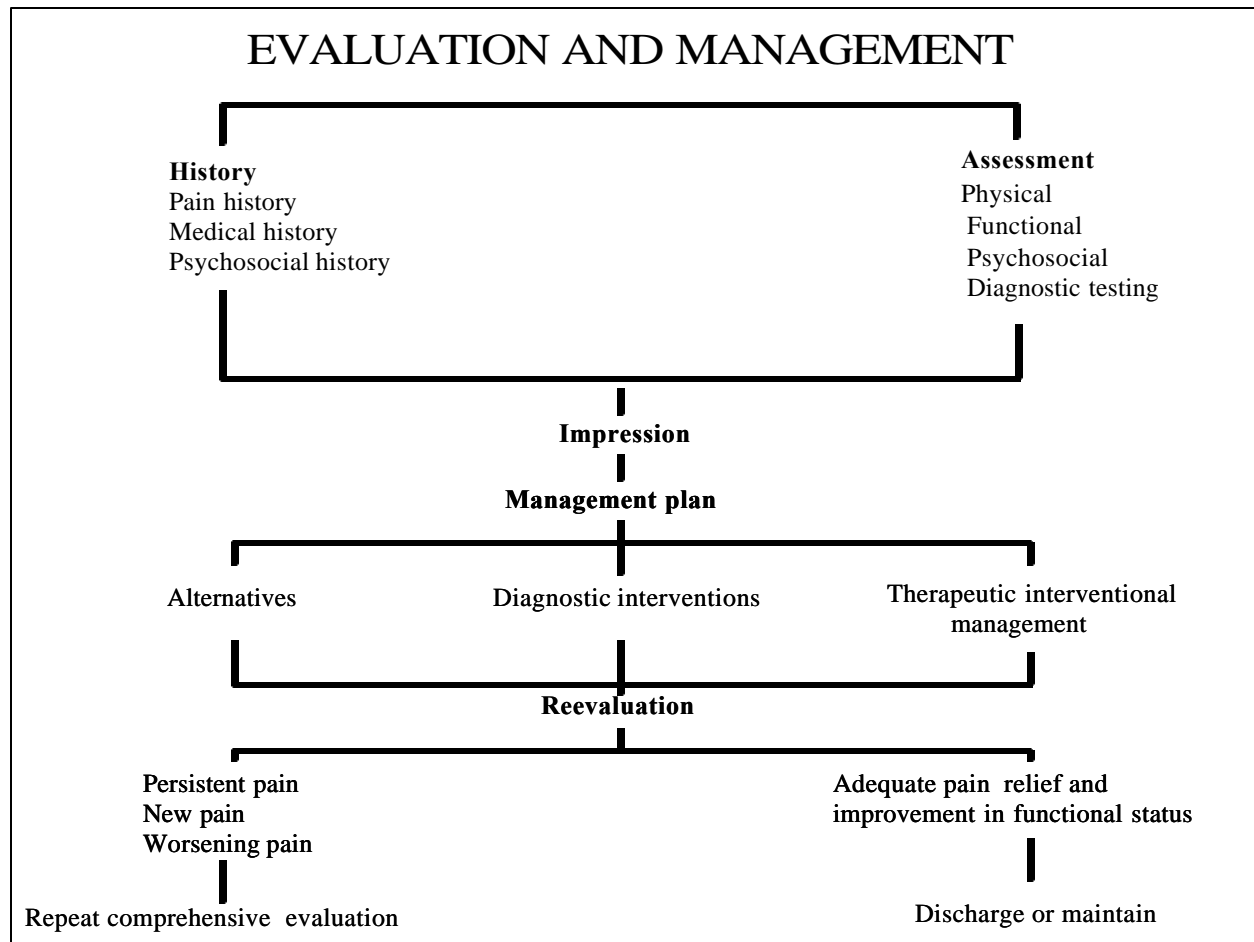 EVALUATION AND MANAGEMENT
History
Pain history
Medical history
Psychosocial history
Assessment
Physical
Functional
Psychosocial
Diagnostic testing
Impression
Management plan
Alternatives
Diagnostic interventions
Therapeutic interventional
management
Reevaluation
Persistent pain
New pain
Worsening pain
Adequate pain relief and
improvement in functional status
Repeat comprehensive evaluation
Discharge or maintain